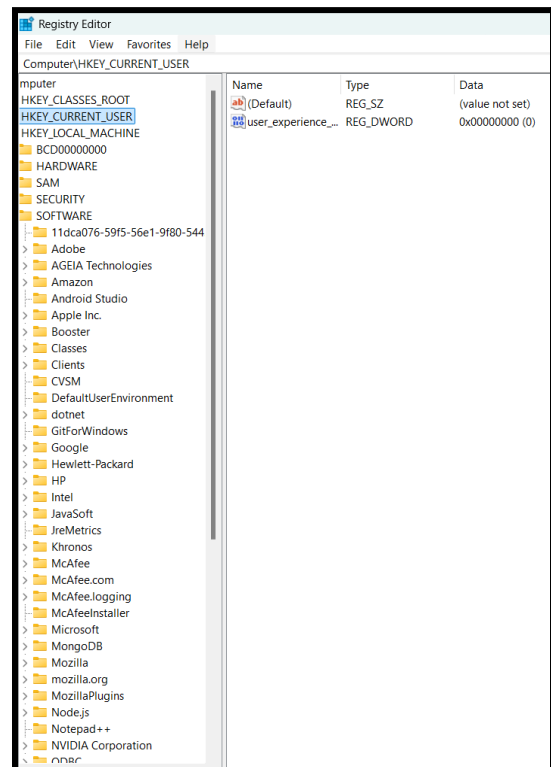 Registry Editor
File Edit View Favorites Help
Computer\HKEY_CURRENT_USER
mputer
HKEY_CLASSES_ROOT
HKEY_CURRENT_USER
HKEY_LOCAL_MACHINE
BCD00000000
HARDWARE
SAM
SECURITY
SOFTWARE
11dca076-59f5-56e1-9f80-544
Adobe
AGEIA Technologies
Amazon
Android Studio
Apple Inc.
Booster
Classes
Clients
CVSM
DefaultUserEnvironment
dotnet
GitForWindows
Google
Hewlett-Packard
HP
Intel
JavaSoft
JreMetrics
Khronos
McAfee
McAfee.com
McAfee.logging
McAfeeInstaller
Microsoft
MongoDB
Mozilla
mozilla.org
MozillaPlugins
Node.js
Notepad++
NVIDIA Corporation
ODBC
Name Type Data
(Default) REG_SZ (value not set)
user_experience_... REG_DWORD 0x00000000 (0)